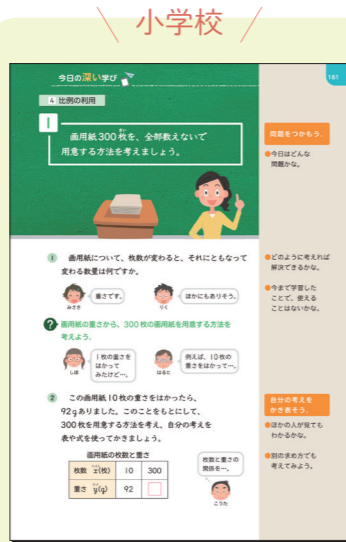 小学校
今日の深い学び
181
4 比例の利用
1
画用紙300枚を、全部数えないで
用意する方法を考えましょう。
問題をつかもう。
●今日はどんな
問題かな。
1 画用紙について、枚数が変わると、それにともなって
変わる数量は何ですか。
重さです。
みさき
ほかにもありそう。
りく
●どのように考えれば
解決できるかな。
●今まで学習した
ことで、使える
ことはないかな。
? 画用紙の重さから、300枚の画用紙を用意する方法を
考えよう。
1枚の重さを
はかって
みたけど…。
しほ
例えば、10枚の
重さをはかって…。
はると
2 この画用紙10枚の重さをはかったら、
92gありました。このことをもとにして、
300枚を用意する方法を考え、自分の考えを
表や式を使ってかきましょう。
自分の考えを
かき表そう。
●ほかの人が見ても
わかるかな。
●別の求め方でも
考えてみよう。
画用紙の枚数と重さ
枚数 x(枚) 10 300
重さ y(g) 92 □
枚数と重さの
関係を…。
こうた